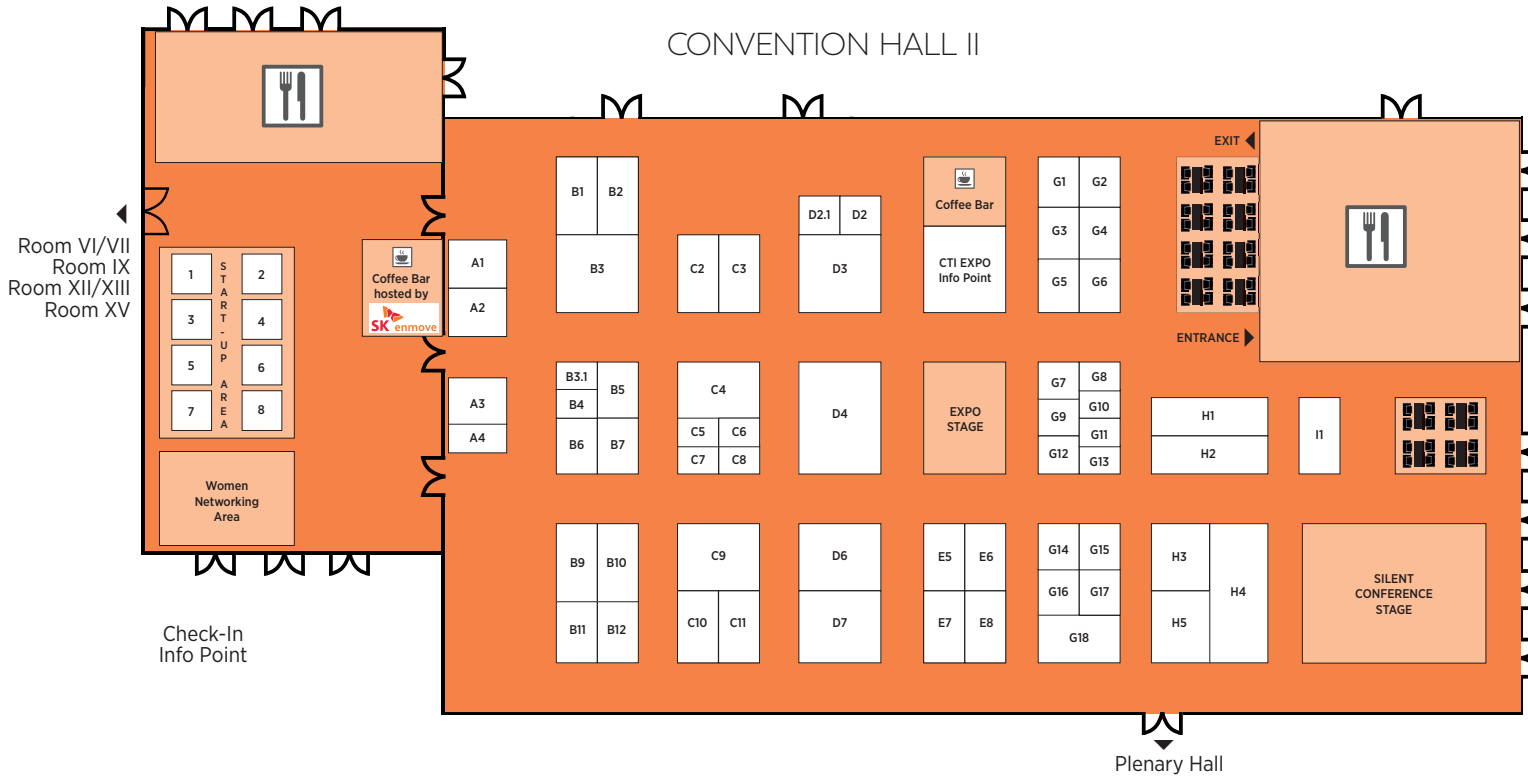 CONVENTION HALL II
EXIT
ENTRANCE
Room VI/VII
Room IX
Room XII/XIII
Room XV
1
2
3
4
5
6
7
8
START-UP AREA
Women
Networking
Area
Coffee Bar
hosted by
SK enmove
A1
A2
A3
A4
B1
B2
B3
B3.1
B4
B5
B6
B7
B9
B10
B11
B12
C2
C3
C4
C5
C6
C7
C8
C9
C10
C11
D2.1
D2
D3
D4
D6
D7
Coffee Bar
CTI EXPO
Info Point
EXPO
STAGE
E5
E6
E7
E8
G1
G2
G3
G4
G5
G6
G7
G8
G9
G10
G11
G12
G13
G14
G15
G16
G17
G18
H1
H2
H3
H4
H5
I1
SILENT
CONFERENCE
STAGE
Check-In
Info Point
Plenary Hall